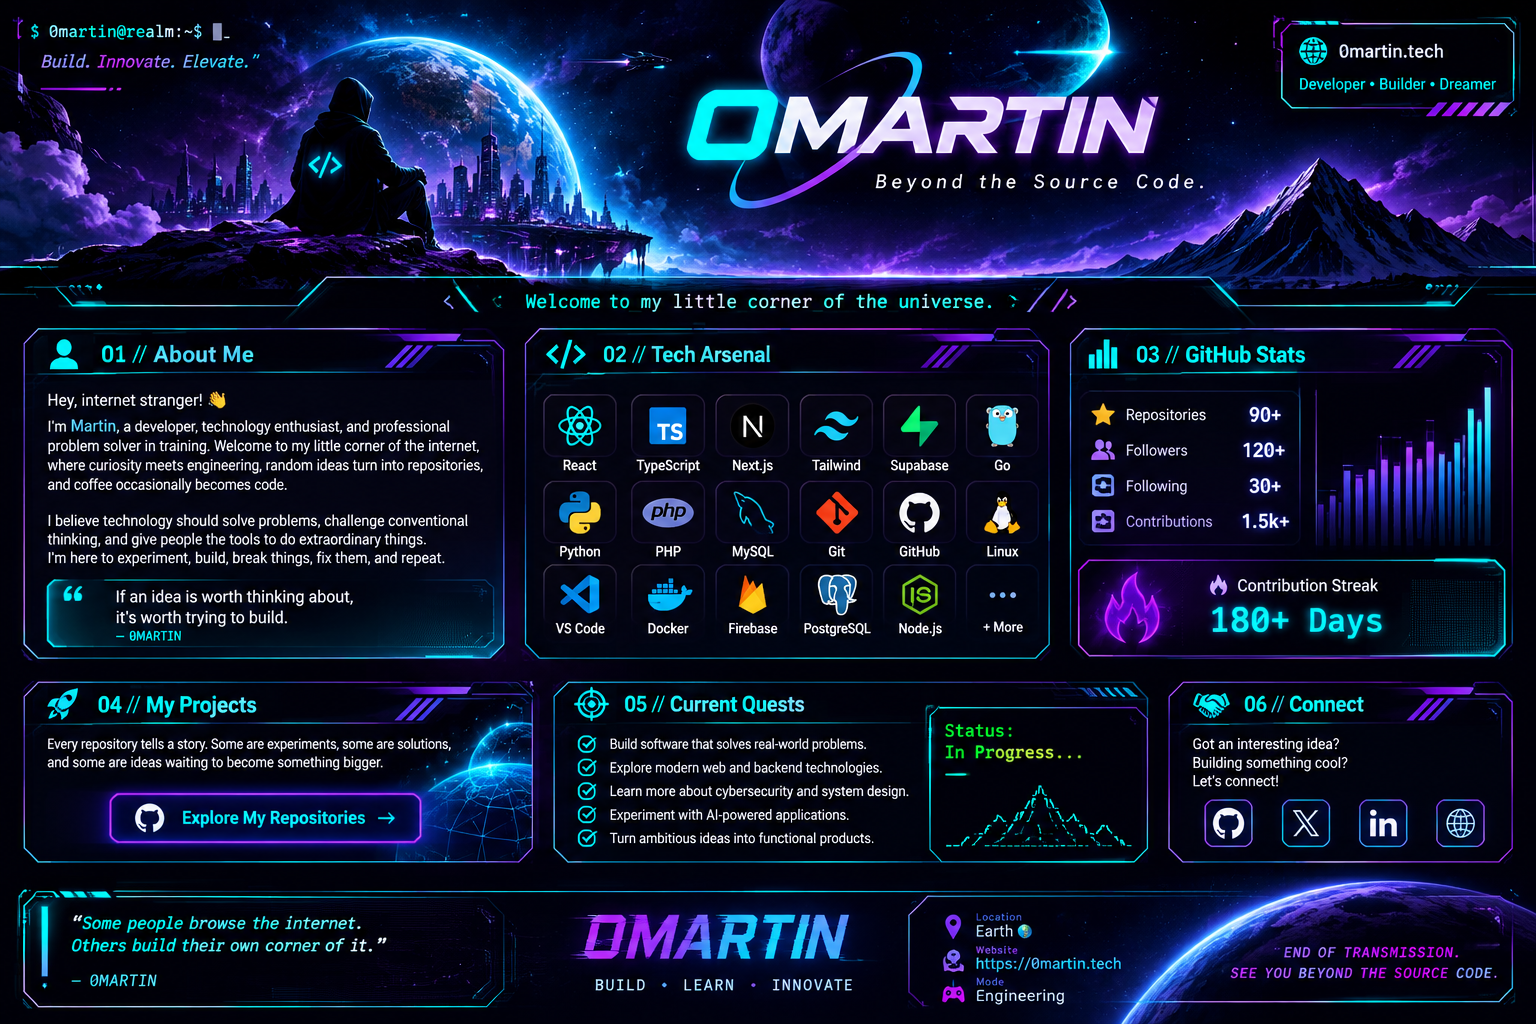 $ 0martin@realm:~$ _
Build. Innovate. Elevate.”
0MARTIN
Beyond the Source Code.
0martin.tech
Developer • Builder • Dreamer
</>
< Welcome to my little corner of the universe. > </>
01 // About Me
Hey, internet stranger! 👋
I'm Martin, a developer, technology enthusiast, and professional
problem solver in training. Welcome to my little corner of the internet,
where curiosity meets engineering, random ideas turn into repositories,
and coffee occasionally becomes code.
I believe technology should solve problems, challenge conventional
thinking, and give people the tools to do extraordinary things.
I'm here to experiment, build, break things, fix them, and repeat.
“ If an idea is worth thinking about,
it's worth trying to build.
– 0MARTIN
</> 02 // Tech Arsenal
TS
N
React
TypeScript
Next.js
Tailwind
Supabase
Go
php
Python
PHP
MySQL
Git
GitHub
Linux
JS
VS Code
Docker
Firebase
PostgreSQL
Node.js
+ More
03 // GitHub Stats
Repositories 90+
Followers 120+
Following 30+
Contributions 1.5k+
Contribution Streak
180+ Days
04 // My Projects
Every repository tells a story. Some are experiments, some are solutions,
and some are ideas waiting to become something bigger.
Explore My Repositories →
05 // Current Quests
Build software that solves real-world problems.
Explore modern web and backend technologies.
Learn more about cybersecurity and system design.
Experiment with AI-powered applications.
Turn ambitious ideas into functional products.
Status:
In Progress...
06 // Connect
Got an interesting idea?
Building something cool?
Let's connect!
X
in
“Some people browse the internet.
Others build their own corner of it.”
– 0MARTIN
0MARTIN
BUILD • LEARN • INNOVATE
Location
Earth 🌍
Website
https://0martin.tech
Mode
Engineering
END OF TRANSMISSION.
SEE YOU BEYOND THE SOURCE CODE.